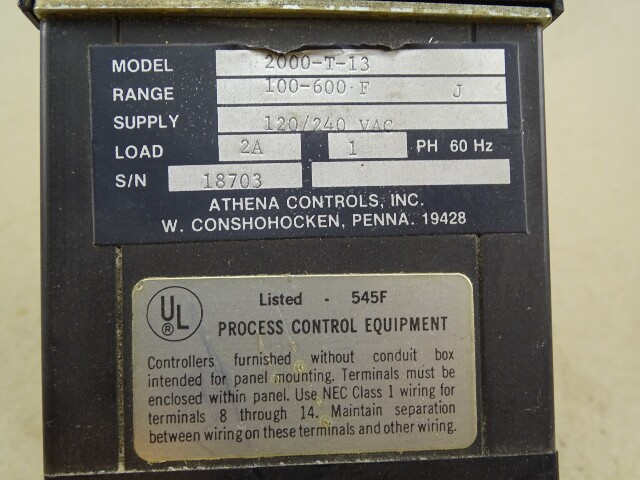 MODEL 2000-T-13
RANGE 100-600 F J
SUPPLY 120/240 VAC
LOAD 2A 1 PH 60 Hz
S/N 18703
ATHENA CONTROLS, INC.
W. CONSHOHOCKEN, PENNA. 19428
UL ®
Listed - 545F
PROCESS CONTROL EQUIPMENT
Controllers furnished without conduit box
intended for panel mounting. Terminals must be
enclosed within panel. Use NEC Class 1 wiring for
terminals 8 through 14. Maintain separation
between wiring on these terminals and other wiring.